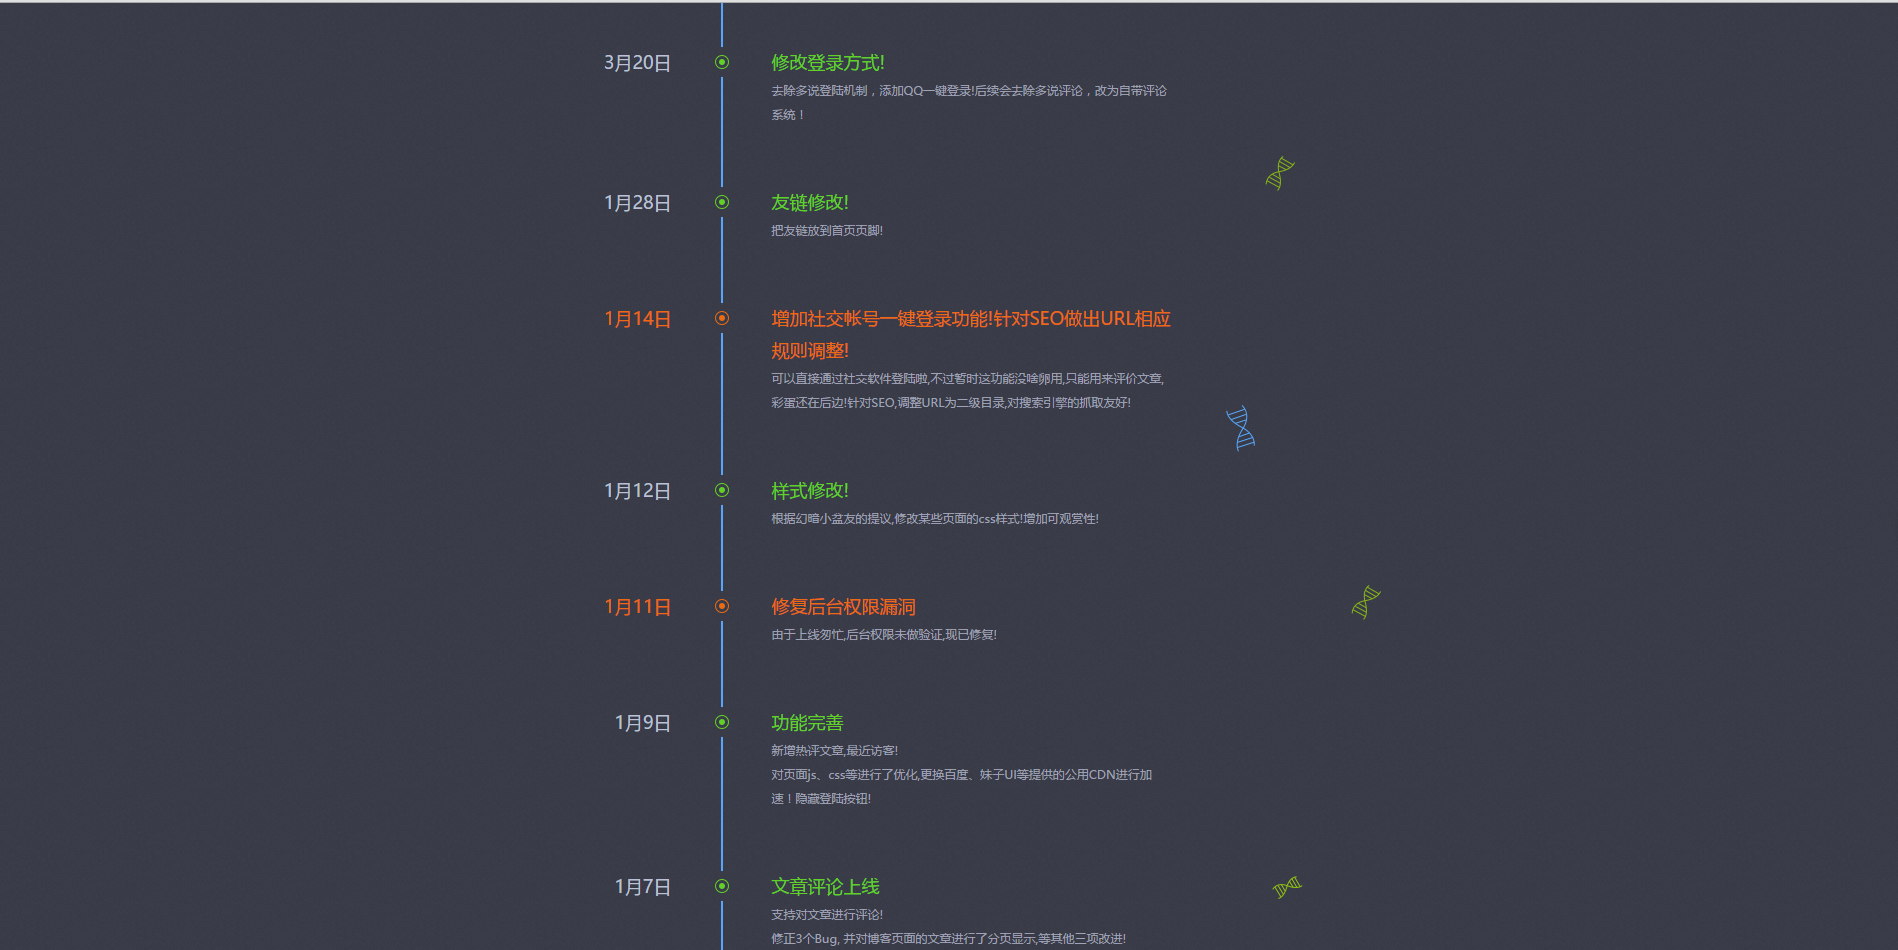 3月20日
修改登录方式!
去除多说登陆机制，添加QQ一键登录!后续会去除多说评论，改为自带评论
系统！
1月28日
友链修改!
把友链放到首页页脚!
1月14日
增加社交帐号一键登录功能!针对SEO做出URL相应
规则调整!
可以直接通过社交软件登陆啦,不过暂时这功能没啥卵用,只能用来评价文章,
彩蛋还在后边!针对SEO,调整URL为二级目录,对搜索引擎的抓取友好!
1月12日
样式修改!
根据幻暗小盆友的提议,修改某些页面的css样式!增加可观赏性!
1月11日
修复后台权限漏洞
由于上线匆忙,后台权限未做验证,现已修复!
1月9日
功能完善
新增热评文章,最近访客!
对页面js、css等进行了优化,更换百度、妹子UI等提供的公用CDN进行加
速！隐藏登陆按钮!
1月7日
文章评论上线
支持对文章进行评论!
修正3个Bug, 并对博客页面的文章进行了分页显示,等其他三项改进!